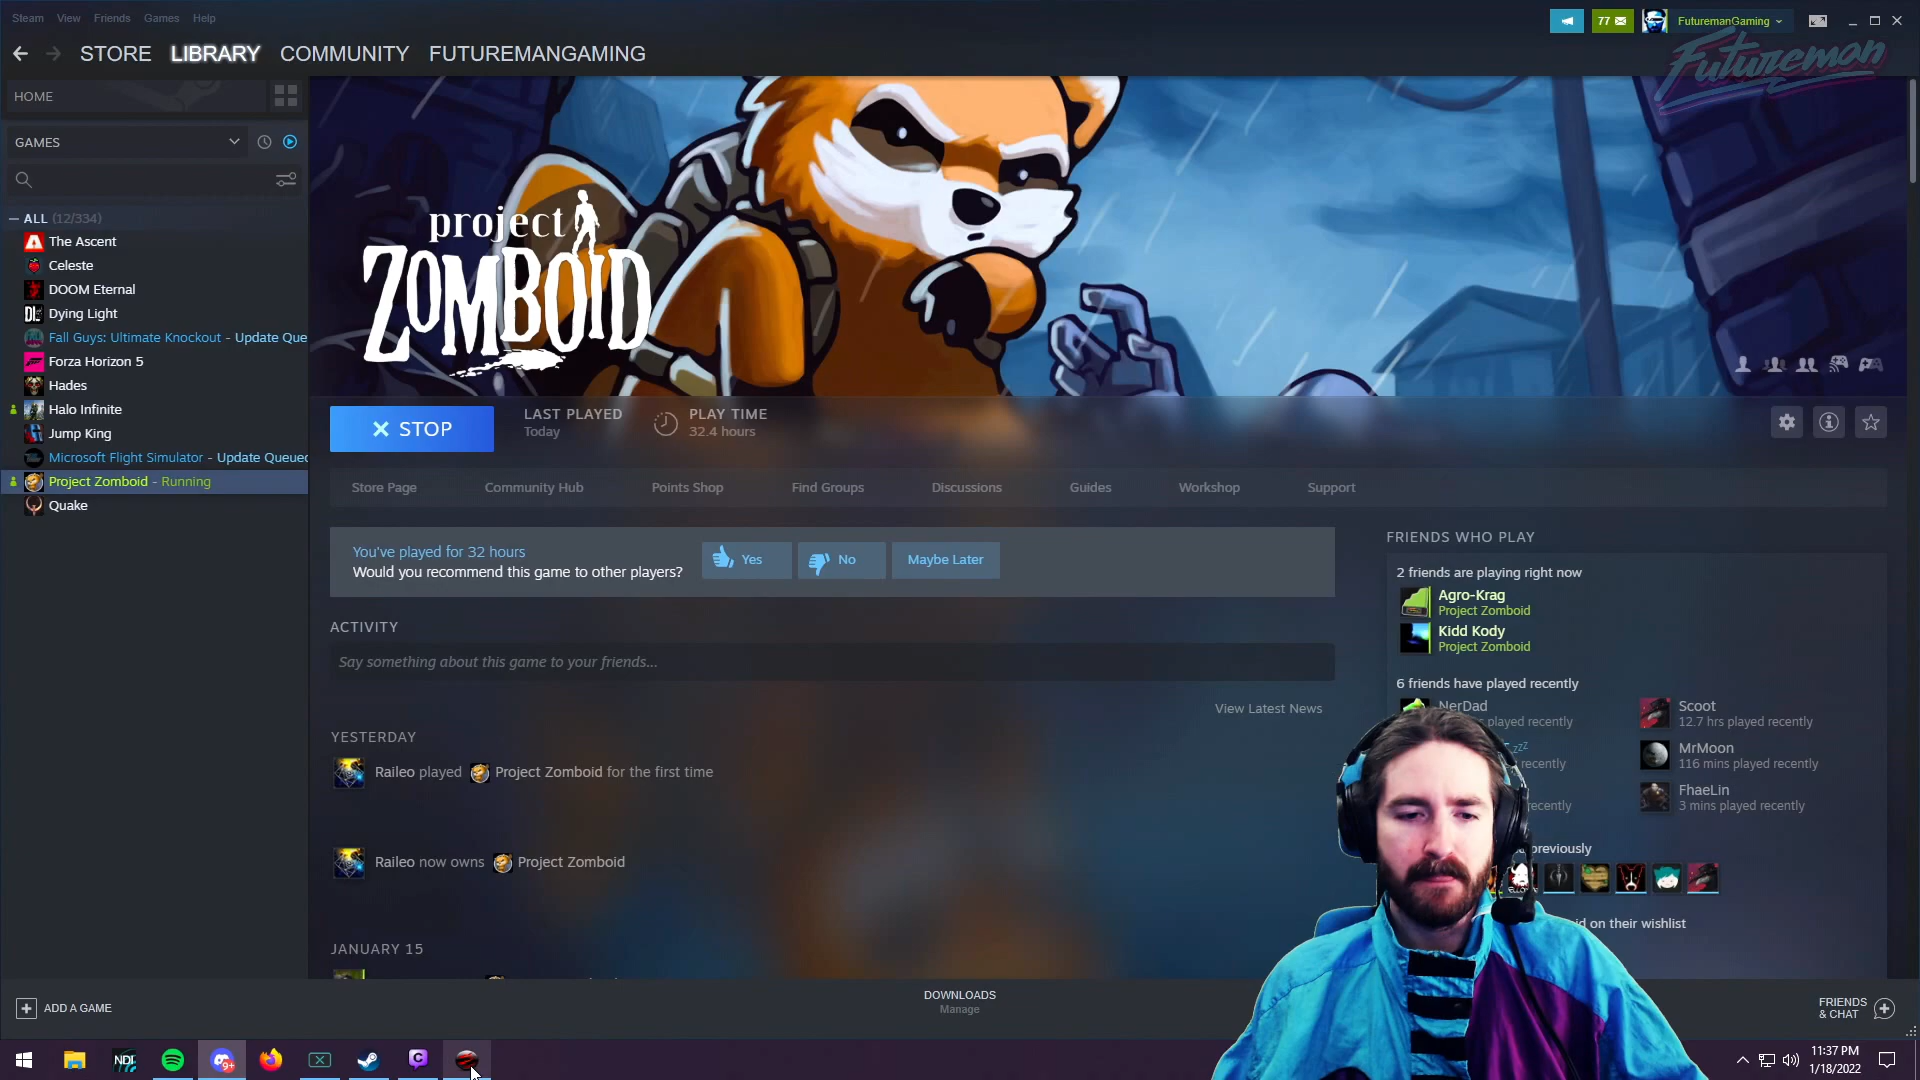 Steam View Friends Games Help
77
FuturemanGaming
STORE LIBRARY COMMUNITY FUTUREMANGAMING
Futureman
HOME
GAMES
ALL (12/334)
The Ascent
Celeste
DOOM Eternal
Dying Light
Fall Guys: Ultimate Knockout - Update Que
Forza Horizon 5
Hades
Halo Infinite
Jump King
Microsoft Flight Simulator - Update Queued
Project Zomboid - Running
Quake
project
ZOMBOID
STOP
LAST PLAYED
Today
PLAY TIME
32.4 hours
Store Page Community Hub Points Shop Find Groups Discussions Guides Workshop Support
You've played for 32 hours
Would you recommend this game to other players?
Yes
No
Maybe Later
ACTIVITY
Say something about this game to your friends...
View Latest News
YESTERDAY
Raileo played Project Zomboid for the first time
Raileo now owns Project Zomboid
JANUARY 15
FRIENDS WHO PLAY
2 friends are playing right now
Agro-Krag
Project Zomboid
Kidd Kody
Project Zomboid
6 friends have played recently
NerDad
played recently
recently
recently
Scoot
12.7 hrs played recently
MrMoon
116 mins played recently
FhaeLin
3 mins played recently
previously
on their wishlist
ADD A GAME
DOWNLOADS
Manage
FRIENDS
& CHAT
NDI
9+
11:37 PM
1/18/2022